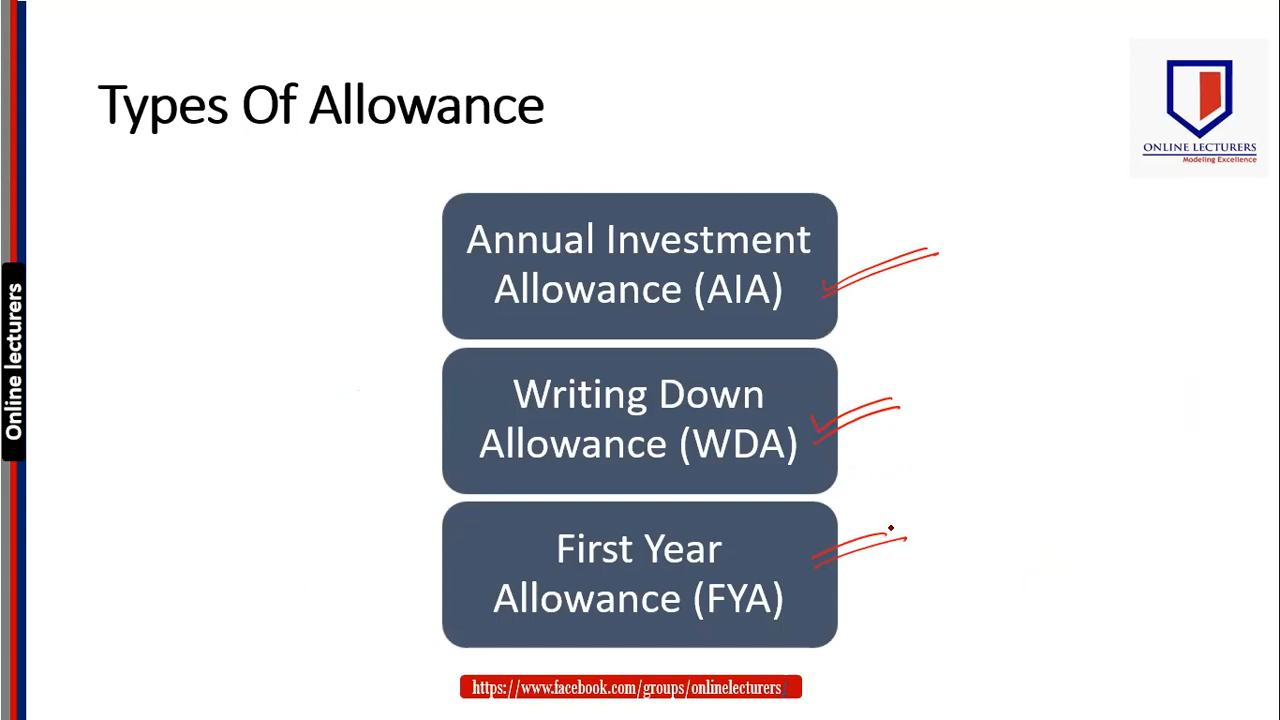 Types Of Allowance
ONLINE LECTURERS
Modeling Excellence
Annual Investment
Allowance (AIA)
Writing Down
Allowance (WDA)
First Year
Allowance (FYA)
Online lecturers
https://www.facebook.com/groups/onlinelecturers/